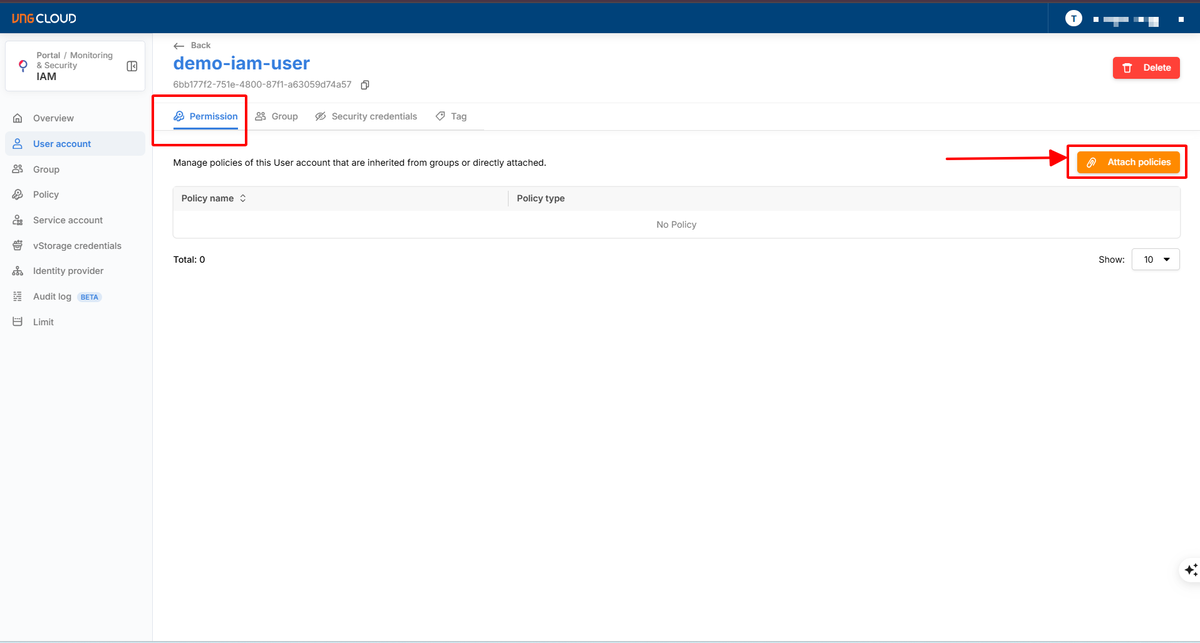 VNG CLOUD
T
Portal / Monitoring
& Security
IAM
Overview
User account
Group
Policy
Service account
vStorage credentials
Identity provider
Audit log BETA
Limit
Back
demo-iam-user
6bb177f2-751e-4800-87f1-a63059d74a57
Delete
Permission Group Security credentials Tag
Manage policies of this User account that are inherited from groups or directly attached.
Attach policies
Policy name Policy type
No Policy
Total: 0
Show: 10